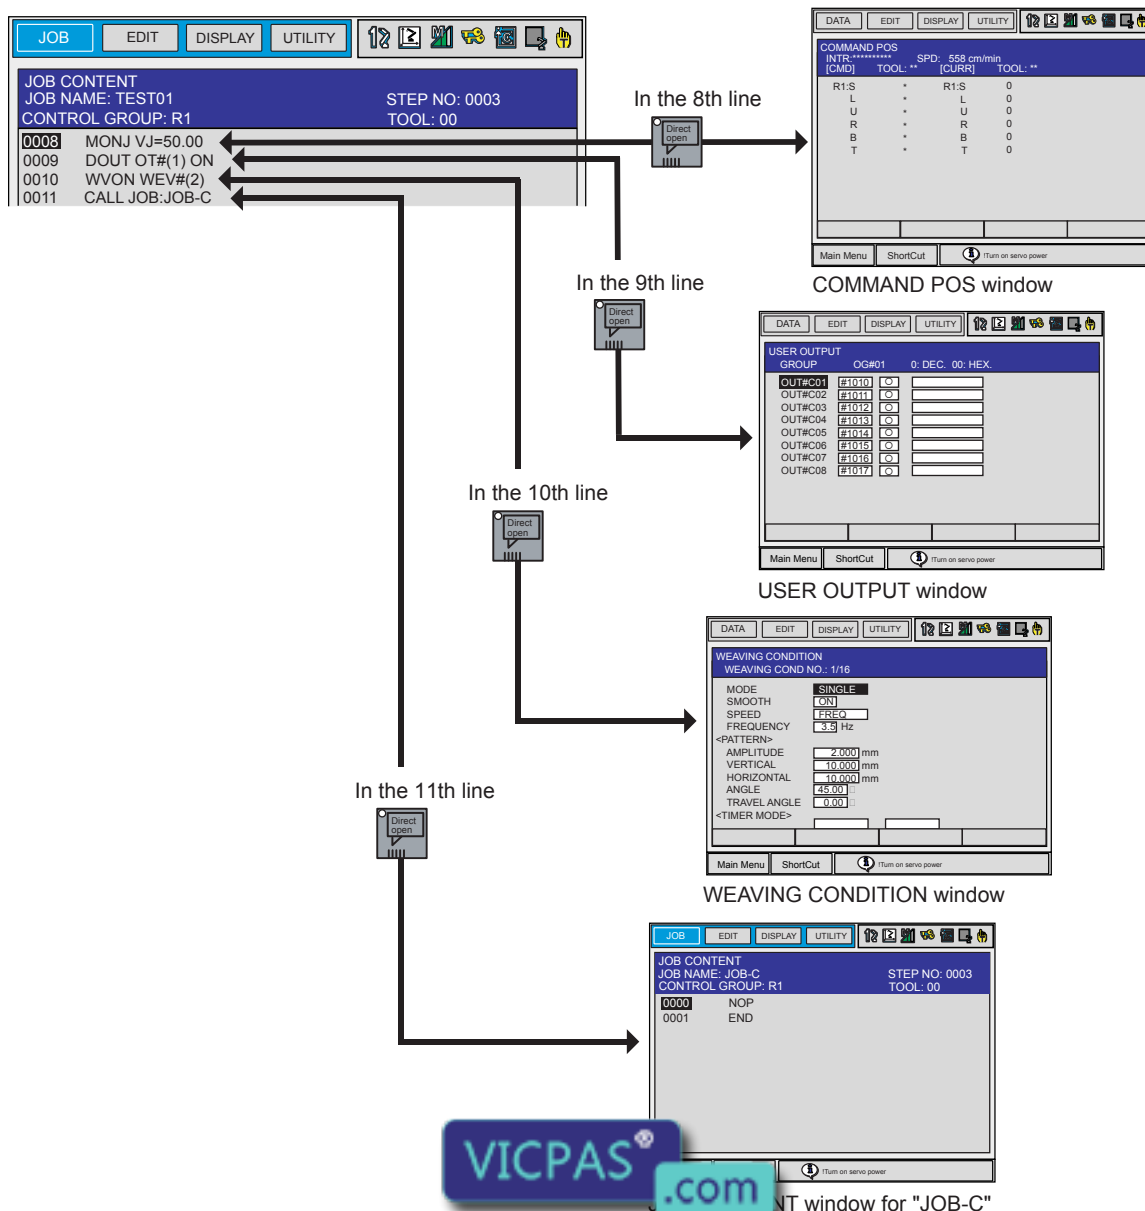 JOB EDIT DISPLAY UTILITY
JOB CONTENT
JOB NAME: TEST01 STEP NO: 0003
CONTROL GROUP: R1 TOOL: 00
0008 MONJ VJ=50.00
0009 DOUT OT#(1) ON
0010 WVON WEV#(2)
0011 CALL JOB:JOB-C
In the 8th line
Direct
open
DATA EDIT DISPLAY UTILITY
COMMAND POS
INTR:********** SPD: 558 cm/min
[CMD] TOOL: ** [CURR] TOOL: **
R1:S * R1:S 0
L * L 0
U * U 0
R * R 0
B * B 0
T * T 0
Main Menu ShortCut !Turn on servo power
COMMAND POS window
In the 9th line
Direct
open
DATA EDIT DISPLAY UTILITY
USER OUTPUT
GROUP OG#01 0: DEC. 00: HEX.
OUT#C01 #1010
OUT#C02 #1011
OUT#C03 #1012
OUT#C04 #1013
OUT#C05 #1014
OUT#C06 #1015
OUT#C07 #1016
OUT#C08 #1017
Main Menu ShortCut !Turn on servo power
USER OUTPUT window
In the 10th line
Direct
open
DATA EDIT DISPLAY UTILITY
WEAVING CONDITION
WEAVING COND NO.: 1/16
MODE SINGLE
SMOOTH ON
SPEED FREQ
FREQUENCY 3.5 Hz
<PATTERN>
AMPLITUDE 2.000 mm
VERTICAL 10.000 mm
HORIZONTAL 10.000 mm
ANGLE 45.00
TRAVEL ANGLE 0.00
<TIMER MODE>
Main Menu ShortCut !Turn on servo power
WEAVING CONDITION window
In the 11th line
Direct
open
JOB EDIT DISPLAY UTILITY
JOB CONTENT
JOB NAME: JOB-C STEP NO: 0003
CONTROL GROUP: R1 TOOL: 00
0000 NOP
0001 END
!Turn on servo power
VICPAS
.com
NT window for "JOB-C"